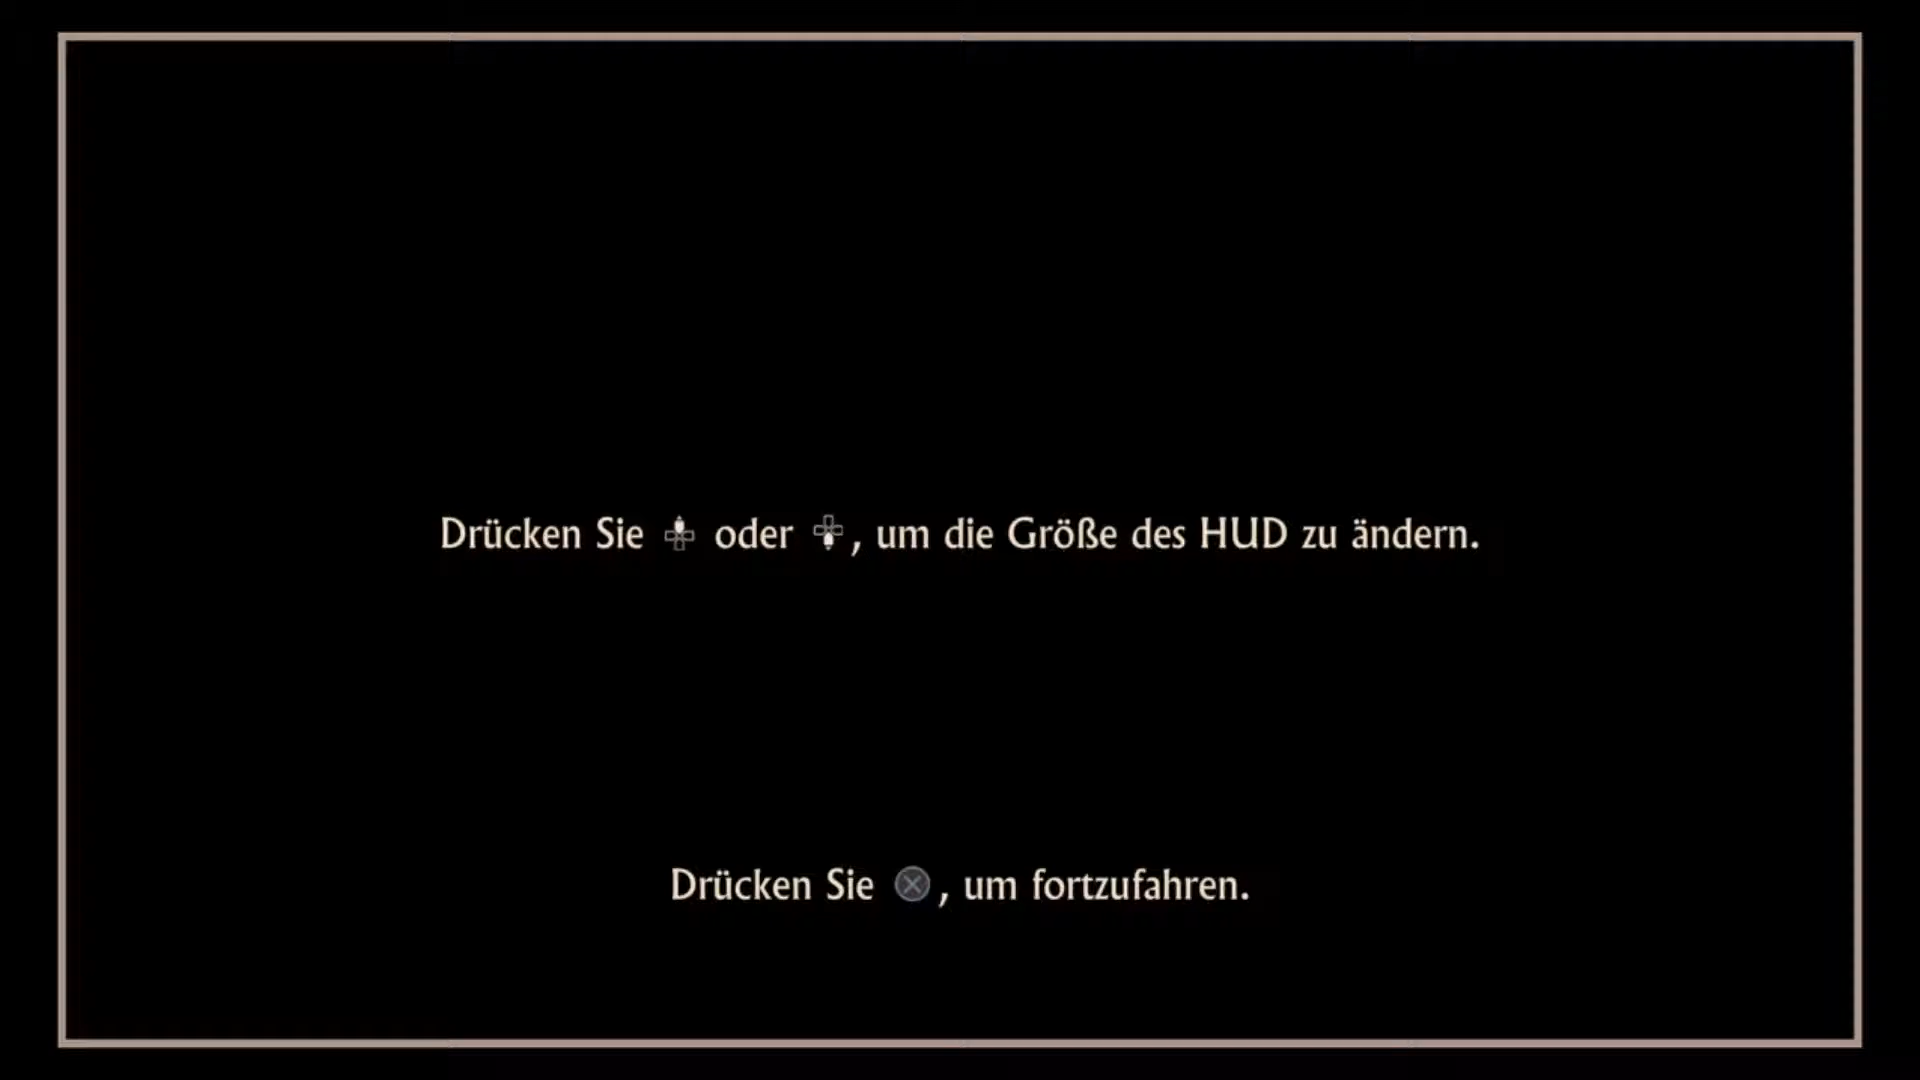 Drücken Sie oder , um die Größe des HUD zu ändern.
Drücken Sie , um fortzufahren.